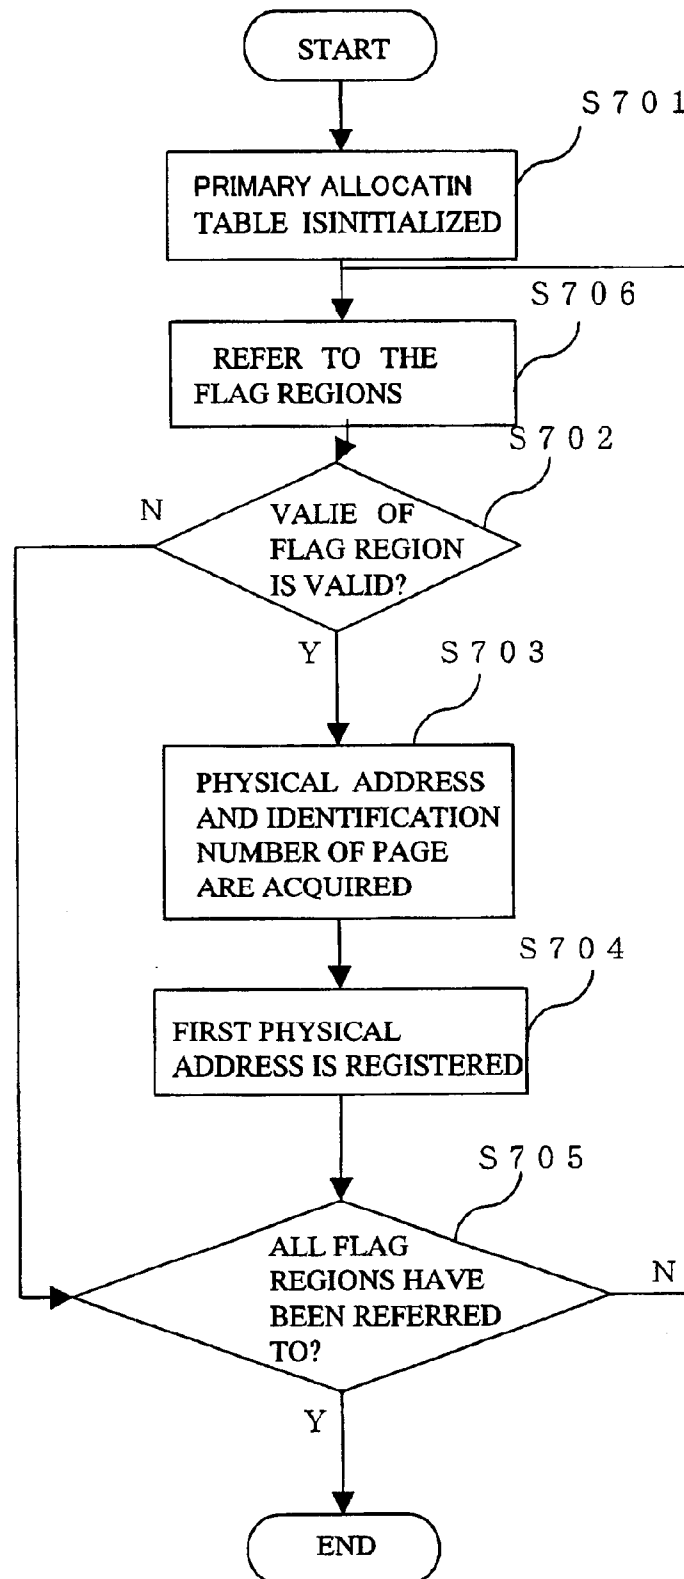 START
S701
PRIMARY ALLOCATIN
TABLE ISINITIALIZED
S706
REFER TO THE
FLAG REGIONS
S702
N
VALIE OF
FLAG REGION
IS VALID?
Y
S703
PHYSICAL ADDRESS
AND IDENTIFICATION
NUMBER OF PAGE
ARE ACQUIRED
S704
FIRST PHYSICAL
ADDRESS IS REGISTERED
S705
ALL FLAG
REGIONS HAVE
BEEN REFERRED
TO?
N
Y
END